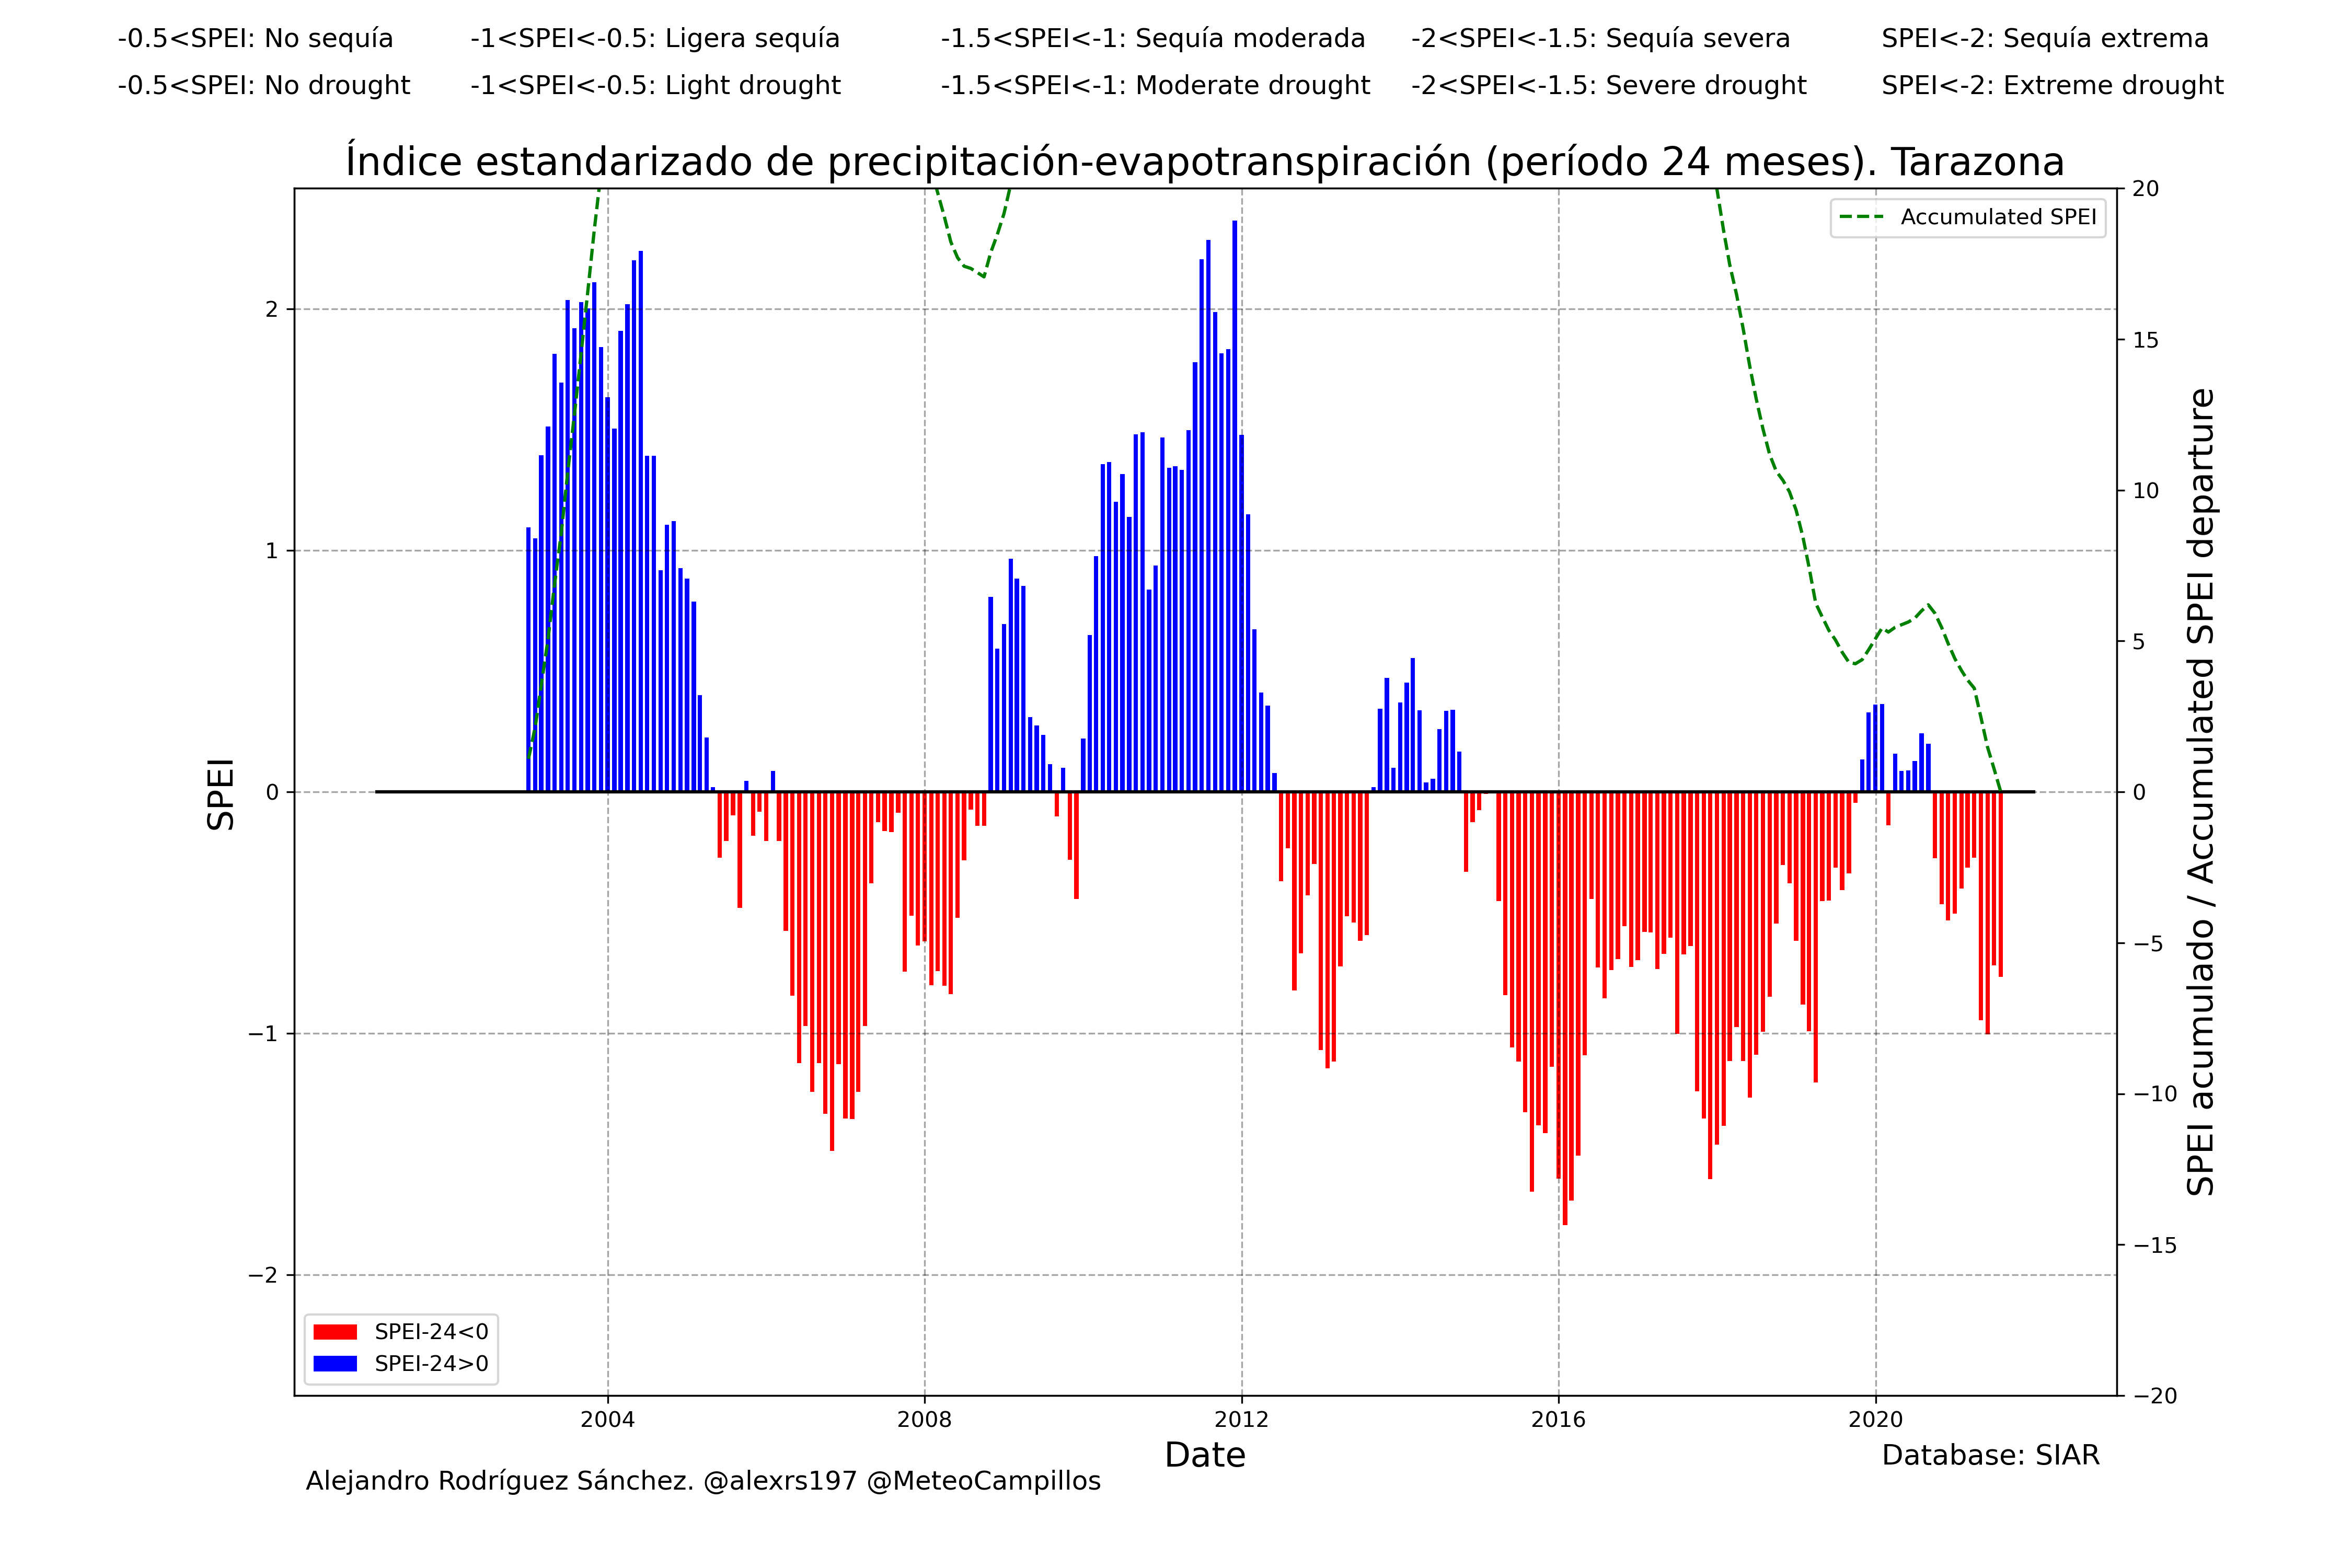 -0.5<SPEI: No sequía -1<SPEI<-0.5: Ligera sequía -1.5<SPEI<-1: Sequía moderada -2<SPEI<-1.5: Sequía severa SPEI<-2: Sequía extrema
-0.5<SPEI: No drought -1<SPEI<-0.5: Light drought -1.5<SPEI<-1: Moderate drought -2<SPEI<-1.5: Severe drought SPEI<-2: Extreme drought
Índice estandarizado de precipitación-evapotranspiración (período 24 meses). Tarazona
Accumulated SPEI
2
1
0
−1
−2
SPEI
20
15
10
5
0
−5
−10
−15
−20
SPEI acumulado / Accumulated SPEI departure
SPEI-24<0
SPEI-24>0
2004 2008 2012 2016 2020
Date
Database: SIAR
Alejandro Rodríguez Sánchez. @alexrs197 @MeteoCampillos